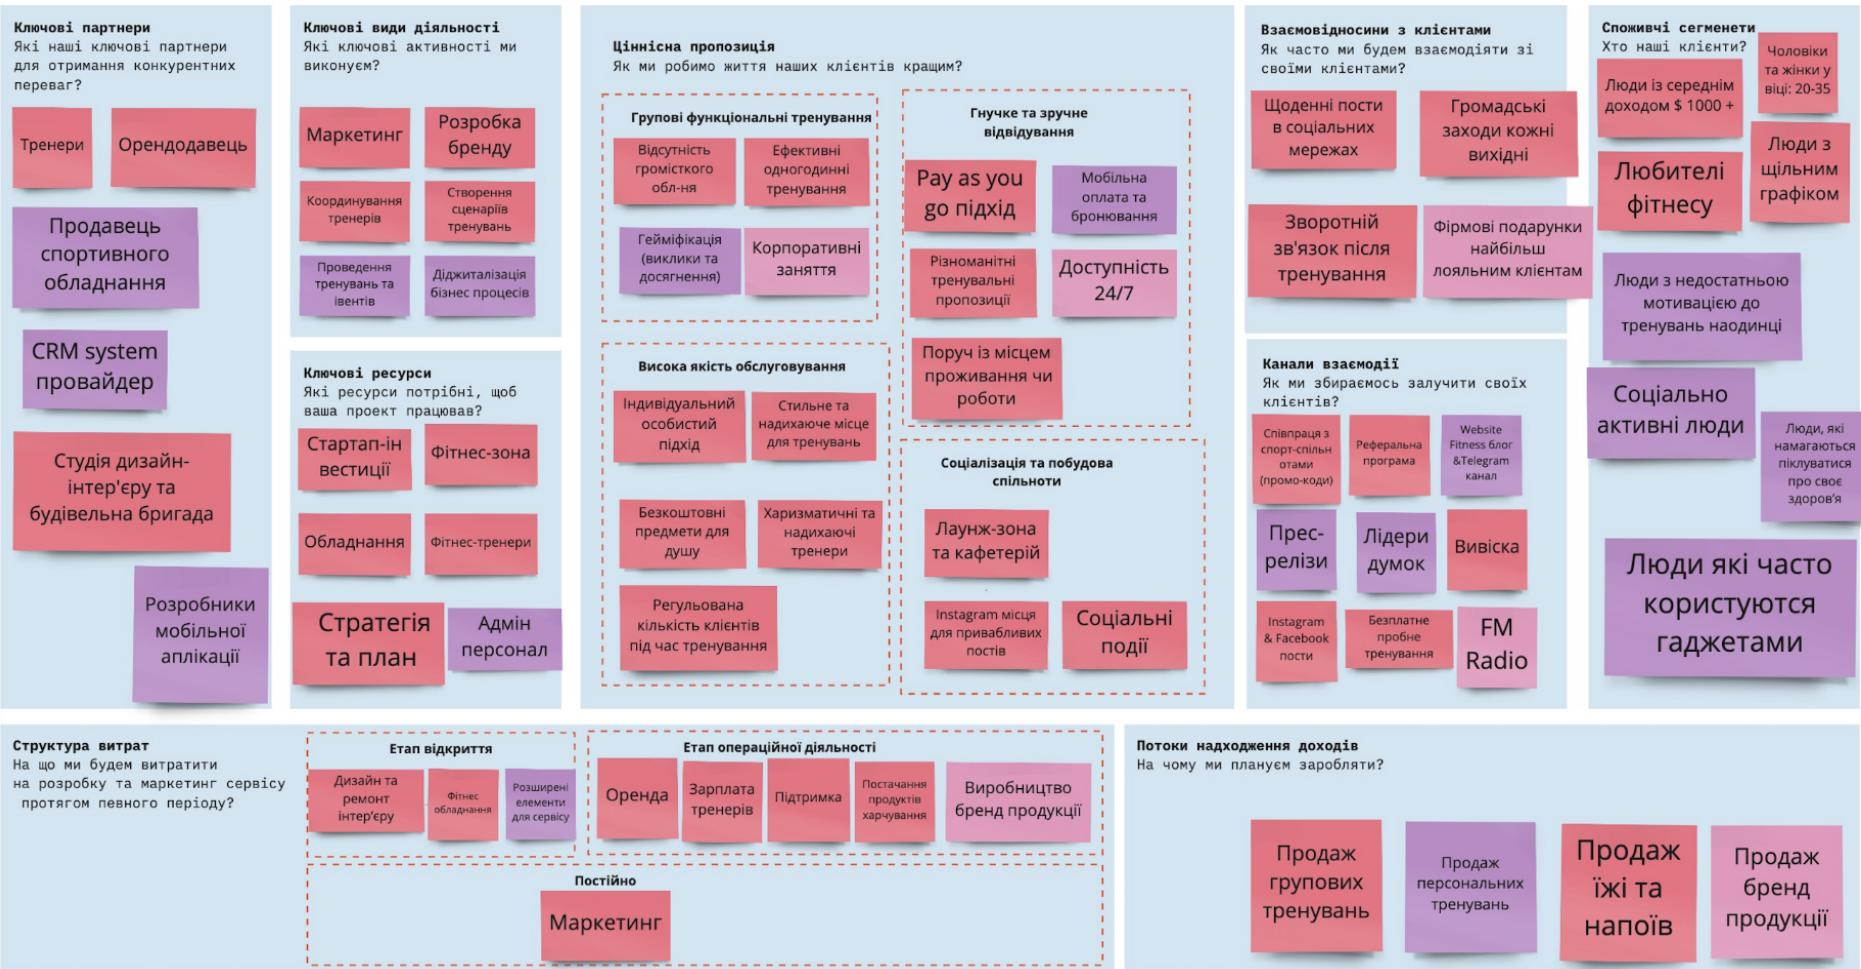 Ключові партнери
Які наші ключові партнери
для отримання конкурентних
переваг?
Тренери
Орендодавець
Продавець
спортивного
обладнання
CRM system
провайдер
Студія дизайн-
інтер'єру та
будівельна бригада
Розробники
мобільної
аплікації
Ключові види діяльності
Які ключові активності ми
виконуєм?
Маркетинг
Розробка
бренду
Координування
тренерів
Створення
сценаріїв
тренувань
Проведення
тренувань та
івентів
Діджиталізація
бізнес процесів
Ключові ресурси
Які ресурси потрібні, щоб
ваша проект працював?
Стартап-ін
вестиції
Фітнес-зона
Обладнання
Фітнес-тренери
Стратегія
та план
Адмін
персонал
Ціннісна пропозиція
Як ми робимо життя наших клієнтів кращим?
Групові функціональні тренування
Відсутність
громісткого
обл-ня
Ефективні
одногодинні
тренування
Гейміфікація
(виклики та
досягнення)
Корпоративні
заняття
Гнучке та зручне
відвідування
Pay as you
go підхід
Мобільна
оплата та
бронювання
Різноманітні
тренувальні
пропозиції
Доступність
24/7
Поруч із місцем
проживання чи
роботи
Висока якість обслуговування
Індивідуальний
особистий
підхід
Стильне та
надихаюче місце
для тренувань
Безкоштовні
предмети для
душу
Харизматичні та
надихаючі
тренери
Регульована
кількість клієнтів
під час тренування
Соціалізація та побудова
спільноти
Лаунж-зона
та кафетерій
Instagram місця
для привабливих
постів
Соціальні
події
Взаємовідносини з клієнтами
Як часто ми будем взаємодіяти зі
своїми клієнтами?
Щоденні пости
в соціальних
мережах
Громадські
заходи кожні
вихідні
Зворотній
зв'язок після
тренування
Фірмові подарунки
найбільш
лояльним клієнтам
Канали взаємодії
Як ми збираємось залучити своїх
клієнтів?
Співпраця з
спорт-спільн
отами
(промо-коди)
Реферальна
програма
Website
Fitness блог
&Telegram
канал
Прес-
релізи
Лідери
думок
Вивіска
Instagram
& Facebook
пости
Безплатне
пробне
тренування
FM
Radio
Споживчі сегменети
Хто наші клієнти?
Чоловіки
та жінки у
віці: 20-35
Люди із середнім
доходом $ 1000 +
Любителі
фітнесу
Люди з
щільним
графіком
Люди з недостатньою
мотивацією до
тренувань наодинці
Соціально
активні люди
Люди, які
намагаються
піклуватися
про своє
здоров'я
Люди які часто
користуются
гаджетами
Структура витрат
На що ми будем витратити
на розробку та маркетинг сервісу
протягом певного періоду?
Етап відкриття
Дизайн та
ремонт
інтер'єру
Фітнес
обладнання
Розширені
елементи
для сервісу
Етап операційної діяльності
Оренда
Зарплата
тренерів
Підтримка
Постачання
продуктів
харчування
Виробництво
бренд продукції
Постійно
Маркетинг
Потоки надходження доходів
На чому ми плануєм заробляти?
Продаж
групових
тренувань
Продаж
персональних
тренувань
Продаж
їжі та
напоїв
Продаж
бренд
продукції